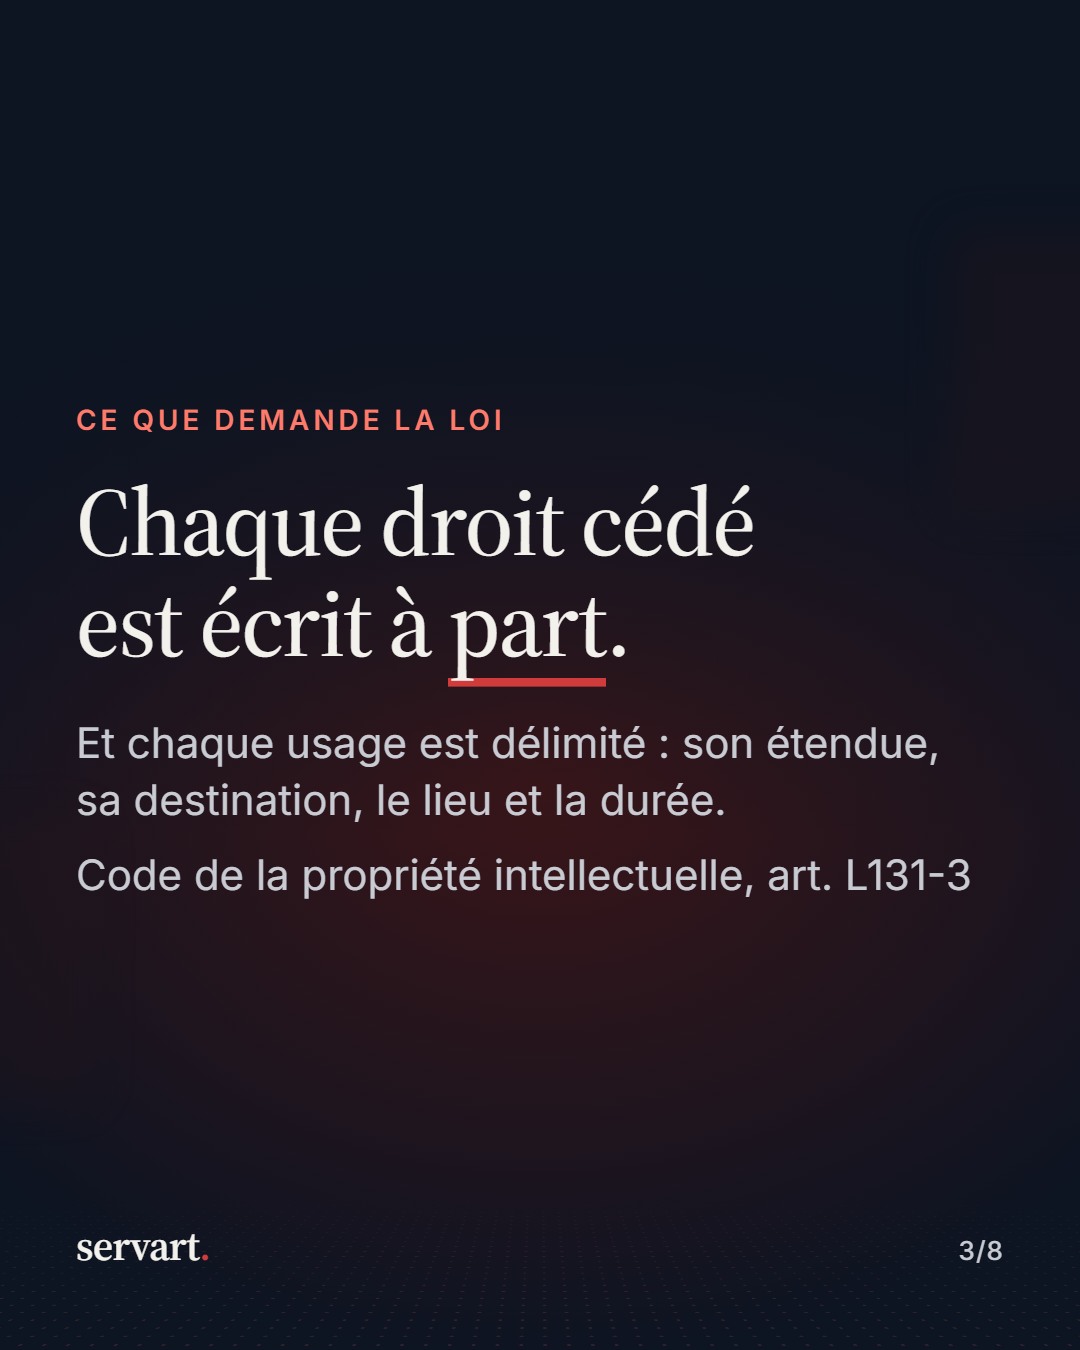 CE QUE DEMANDE LA LOI
Chaque droit cédé
est écrit à part.
Et chaque usage est délimité : son étendue,
sa destination, le lieu et la durée.
Code de la propriété intellectuelle, art. L131-3
servart.
3/8